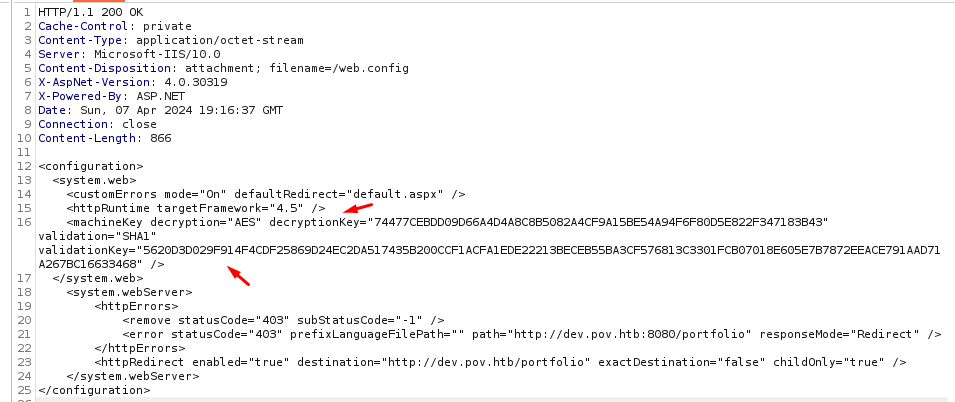 1 HTTP/1.1 200 OK
2 Cache-Control: private
3 Content-Type: application/octet-stream
4 Server: Microsoft-IIS/10.0
5 Content-Disposition: attachment; filename=/web.config
6 X-AspNet-Version: 4.0.30319
7 X-Powered-By: ASP.NET
8 Date: Sun, 07 Apr 2024 19:16:37 GMT
9 Connection: close
10 Content-Length: 866
11
12 <configuration>
13 <system.web>
14 <customErrors mode="On" defaultRedirect="default.aspx" />
15 <httpRuntime targetFramework="4.5" />
16 <machineKey decryption="AES" decryptionKey="74477CEBDD09D66A4D4A8C8B5082A4CF9A15BE54A94F6F80D5E822F347183B43"
validation="SHA1"
validationKey="5620D3D029F914F4CDF25869D24EC2DA517435B200CCF1ACFA1EDE22213BECEB55BA3CF576813C3301FCB07018E605E7B7872EEACE791AAD71
A267BC16633468" />
17 </system.web>
18 <system.webServer>
19 <httpErrors>
20 <remove statusCode="403" subStatusCode="-1" />
21 <error statusCode="403" prefixLanguageFilePath="" path="http://dev.pov.htb:8080/portfolio" responseMode="Redirect" />
22 </httpErrors>
23 <httpRedirect enabled="true" destination="http://dev.pov.htb/portfolio" exactDestination="false" childOnly="true" />
24 </system.webServer>
25 </configuration>